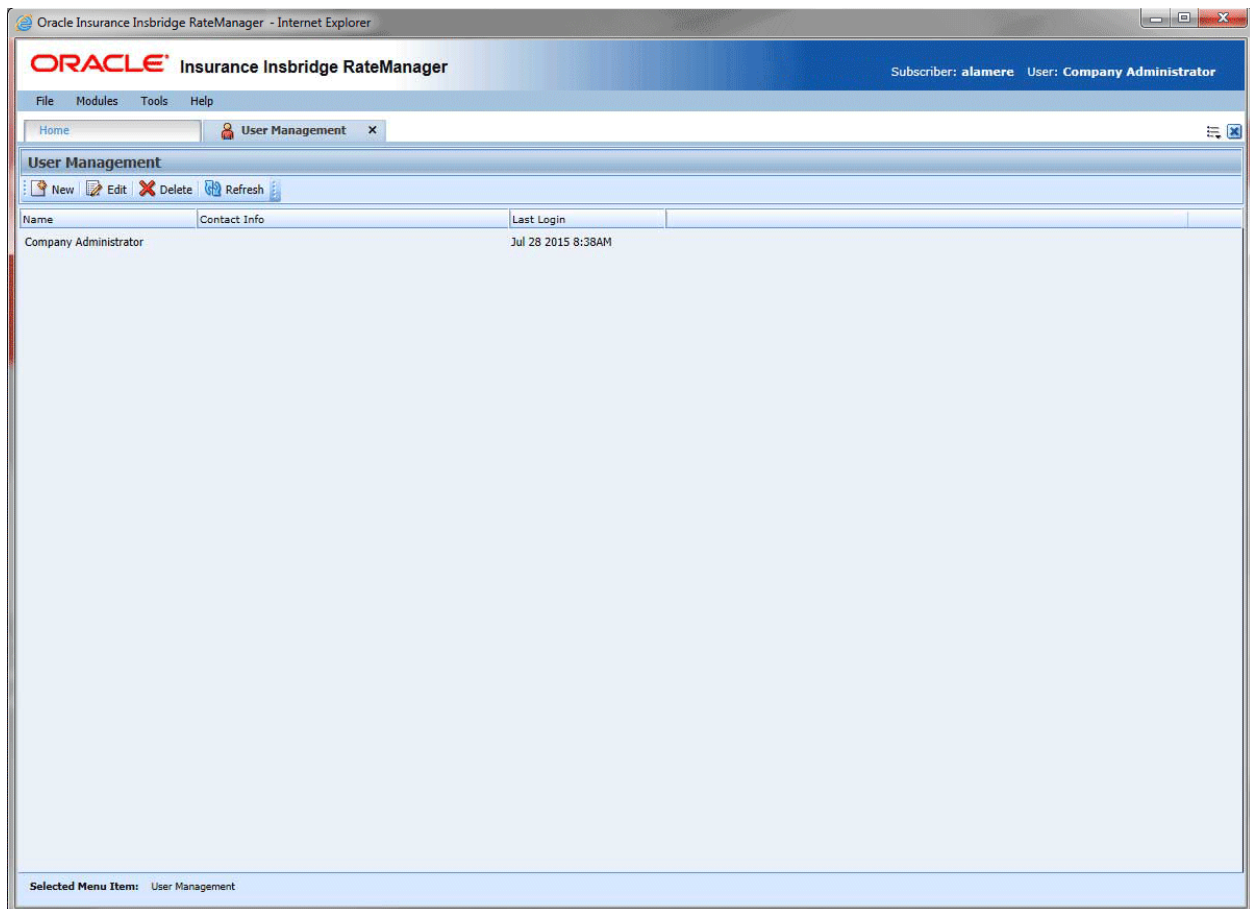 Oracle Insurance Insbridge RateManager - Internet Explorer
ORACLE Insurance Insbridge RateManager
Subscriber: alamere User: Company Administrator
File Modules Tools Help
Home User Management x
User Management
New Edit Delete Refresh
Name Contact Info Last Login
Company Administrator Jul 28 2015 8:38AM
Selected Menu Item: User Management